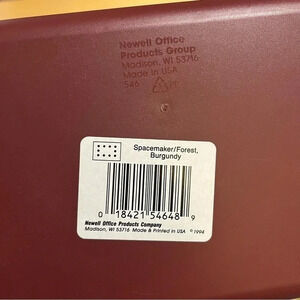 Newell Office
Products Group
Madison, WI 53716
Made in USA
546 PP
Spacemaker/Forest,
Burgundy
0 18421 54648 9
Newell Office Products Company
Madison, WI 53716 Made & Printed in USA ©1994